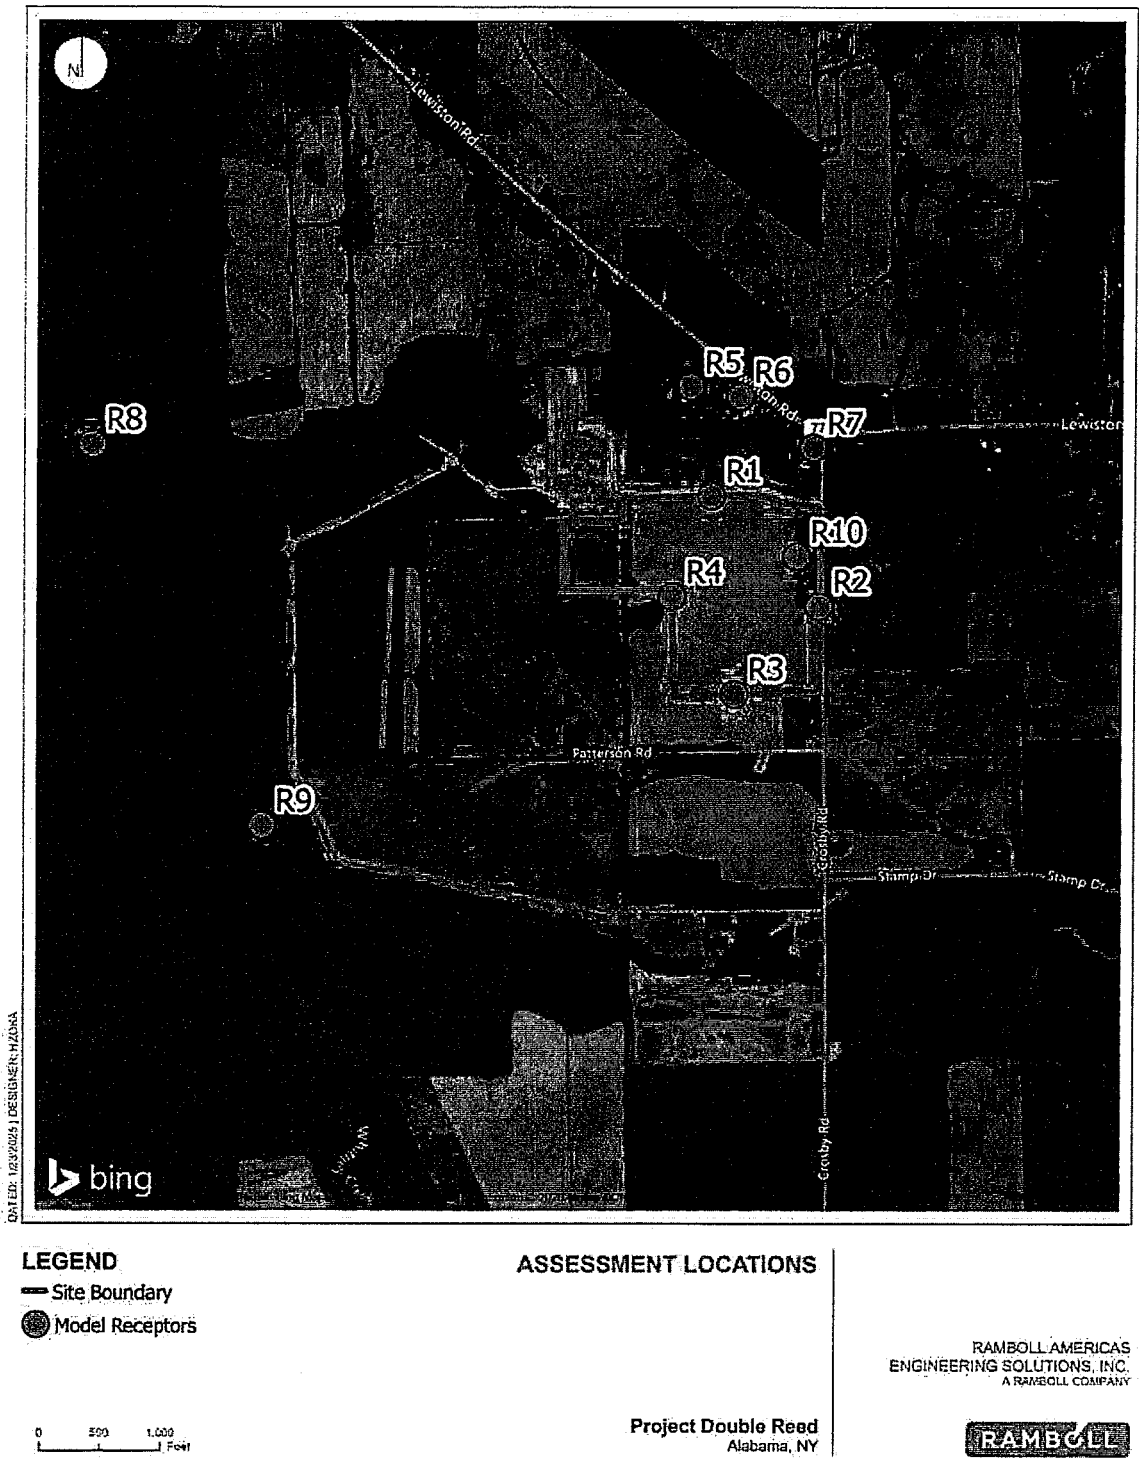 N
Lewiston Rd
R5
R6
R8
R7
Lewiston
R1
R10
R4
R2
R3
Patterson Rd
R9
Crosby Rd
Stamp Dr
Stamp Dr
Crosby Rd
bing
DATED: 1/23/2025 | DESIGNER: HZORA
LEGEND
Site Boundary
Model Receptors
ASSESSMENT LOCATIONS
RAMBOLL AMERICAS
ENGINEERING SOLUTIONS, INC.
A RAMBOLL COMPANY
0 500 1,000
Feet
Project Double Reed
Alabama, NY
RAMBOLL